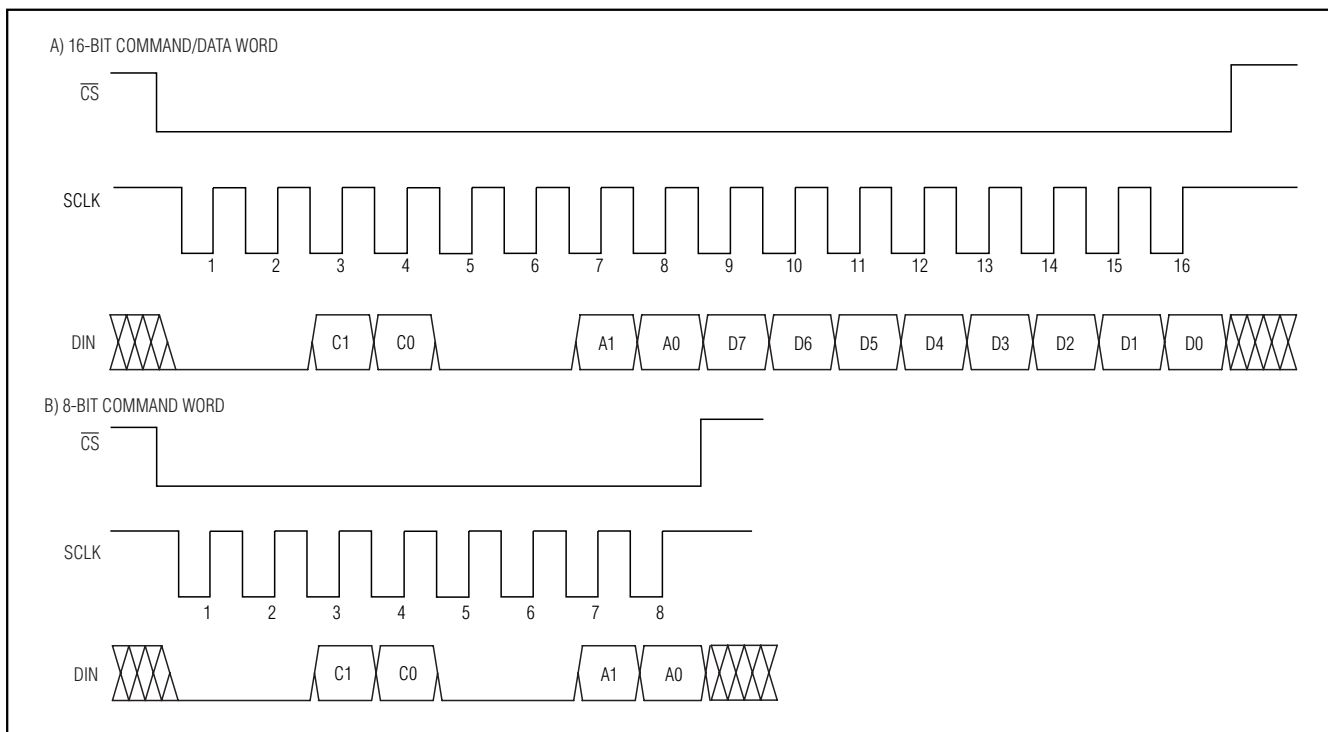 A) 16-BIT COMMAND/DATA WORD
CS
SCLK
1 2 3 4 5 6 7 8 9 10 11 12 13 14 15 16
DIN C1 C0 A1 A0 D7 D6 D5 D4 D3 D2 D1 D0
B) 8-BIT COMMAND WORD
CS
SCLK
1 2 3 4 5 6 7 8
DIN C1 C0 A1 A0